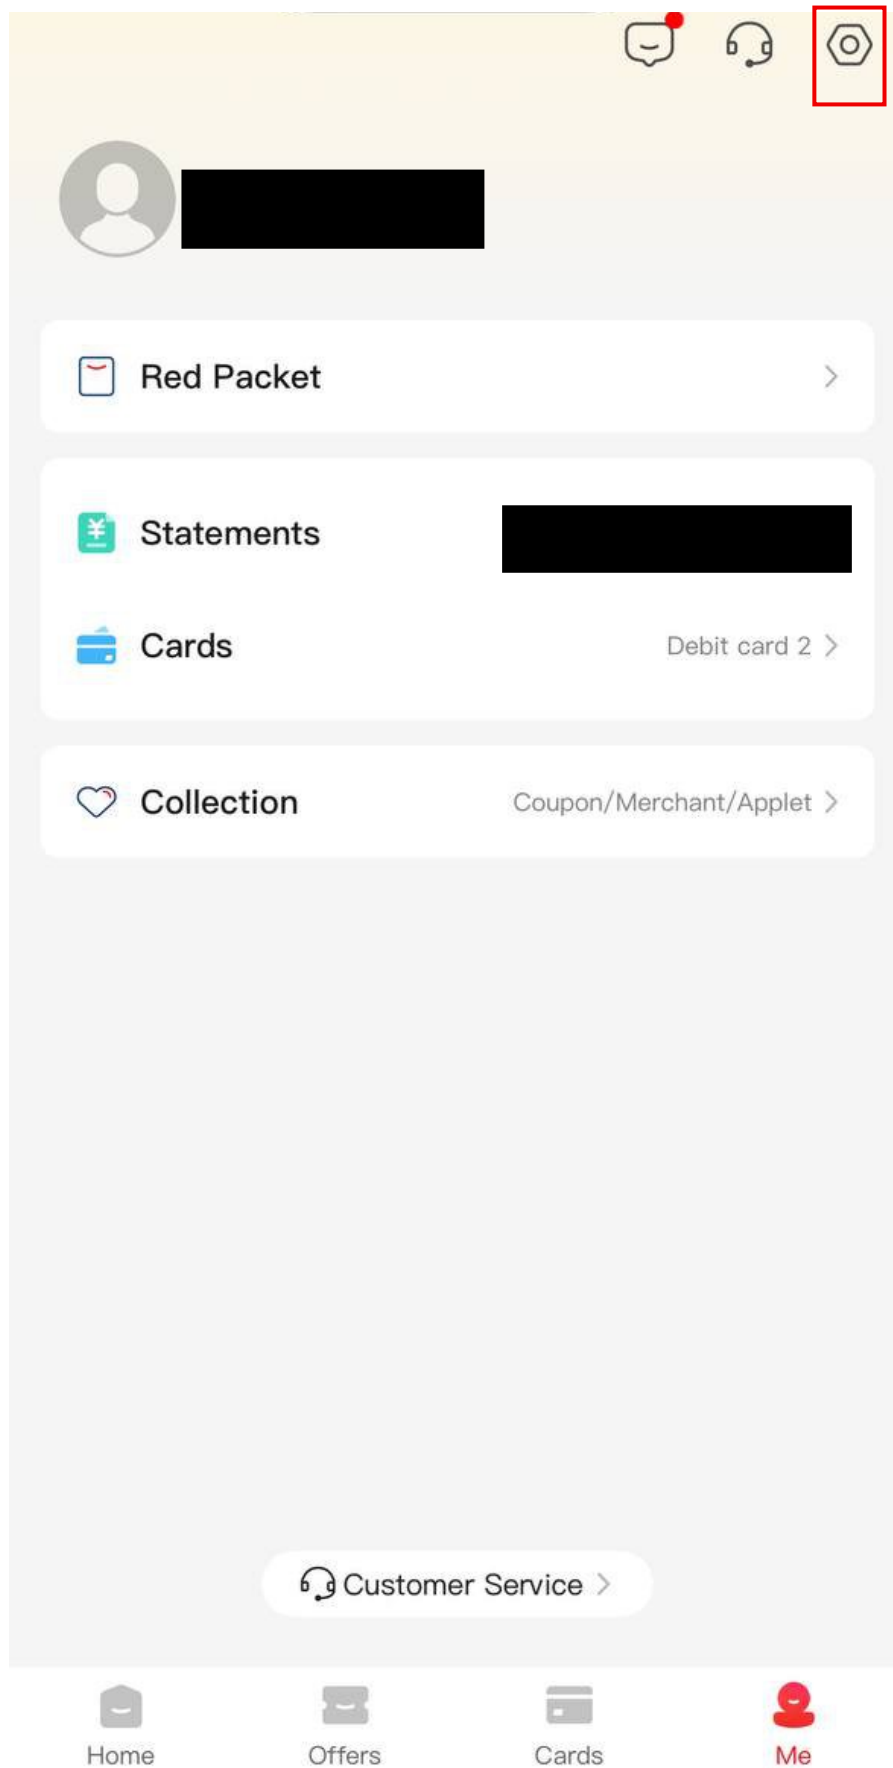 Red Packet
Statements
Cards
Debit card 2
Collection
Coupon/Merchant/Applet
Customer Service
Home
Offers
Cards
Me